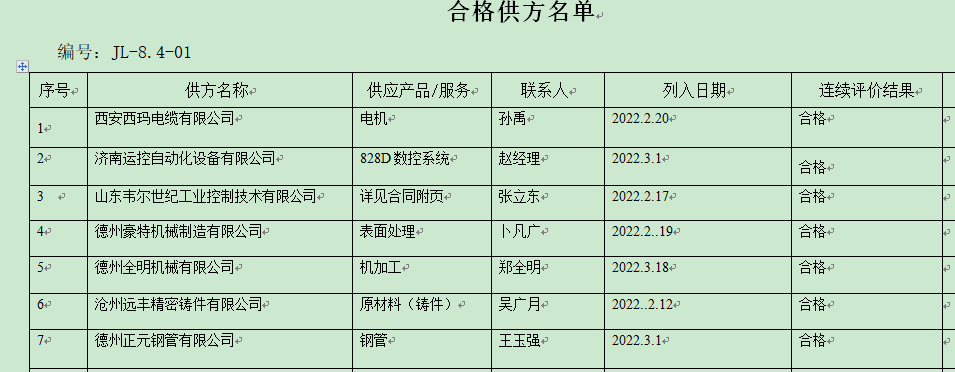 合格供方名单
编号：JL-8.4-01
序号 供方名称 供应产品/服务 联系人 列入日期 连续评价结果
1 西安西玛电缆有限公司 电机 孙禹 2022.2.20 合格
2 济南运控自动化设备有限公司 828D数控系统 赵经理 2022.3.1 合格
3 山东韦尔世纪工业控制技术有限公司 详见合同附页 张立东 2022.2.17 合格
4 德州豪特机械制造有限公司 表面处理 卜凡广 2022.2..19 合格
5 德州全明机械有限公司 机加工 郑全明 2022.3.18 合格
6 沧州远丰精密铸件有限公司 原材料（铸件） 吴广月 2022..2.12 合格
7 德州正元钢管有限公司 钢管 王玉强 2022.3.1 合格